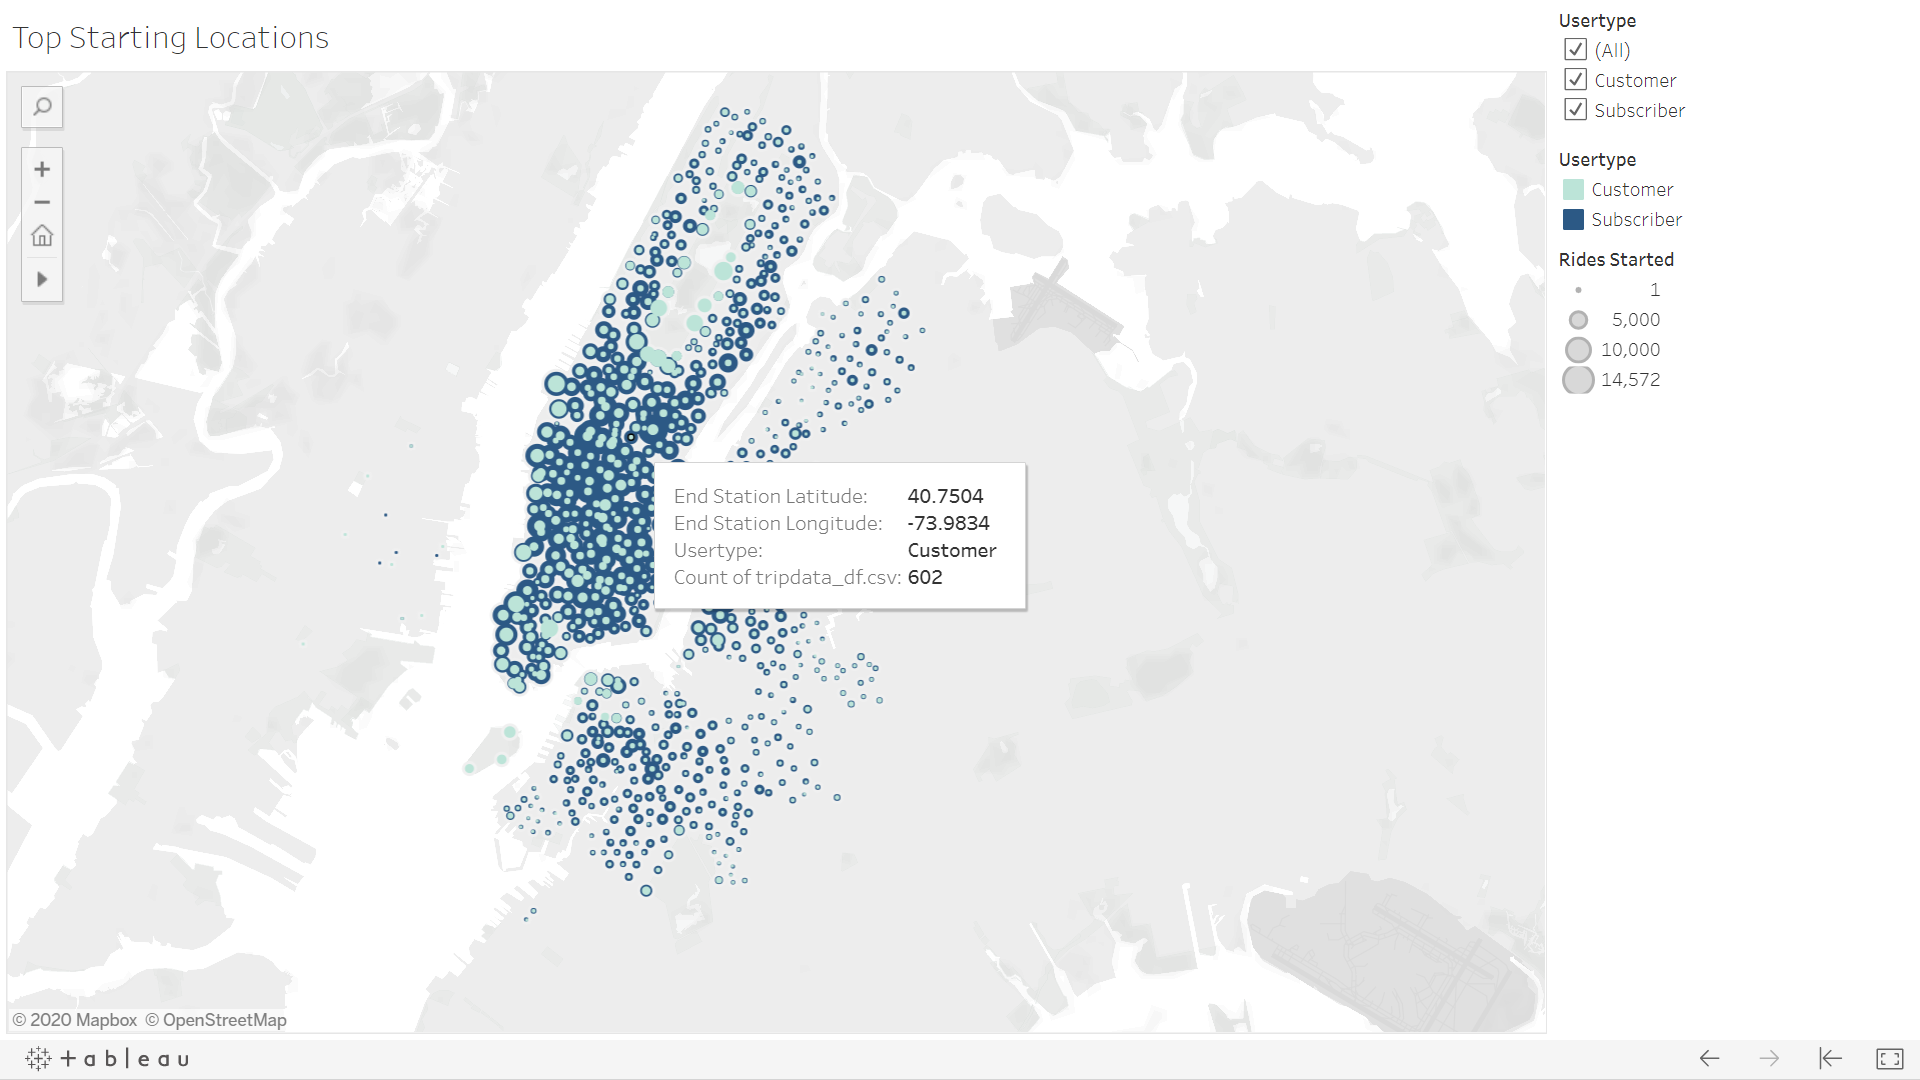 Top Starting Locations
Usertype
(All)
Customer
Subscriber
Usertype
Customer
Subscriber
Rides Started
1
5,000
10,000
14,572
End Station Latitude: 40.7504
End Station Longitude: -73.9834
Usertype: Customer
Count of tripdata_df.csv: 602
© 2020 Mapbox © OpenStreetMap
+ a b | e a u